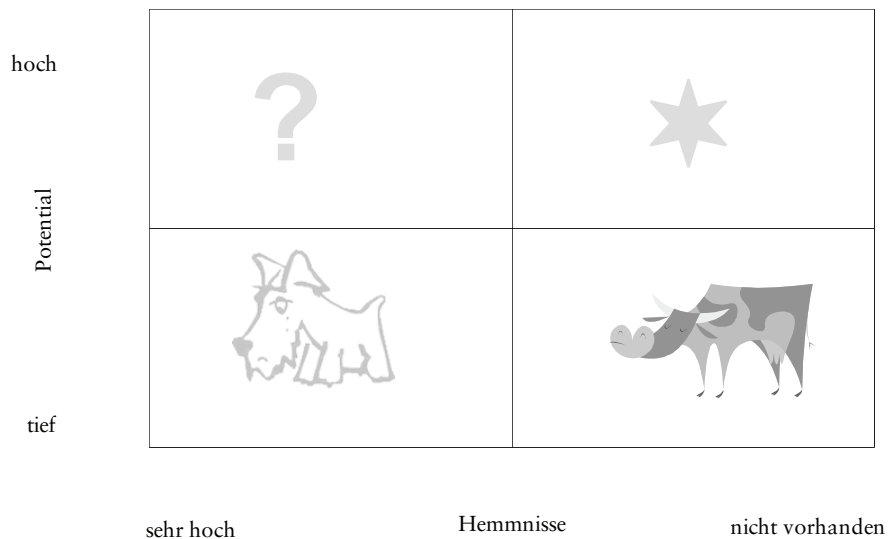 hoch
?
Potential
tief
sehr hoch
Hemmnisse
nicht vorhanden